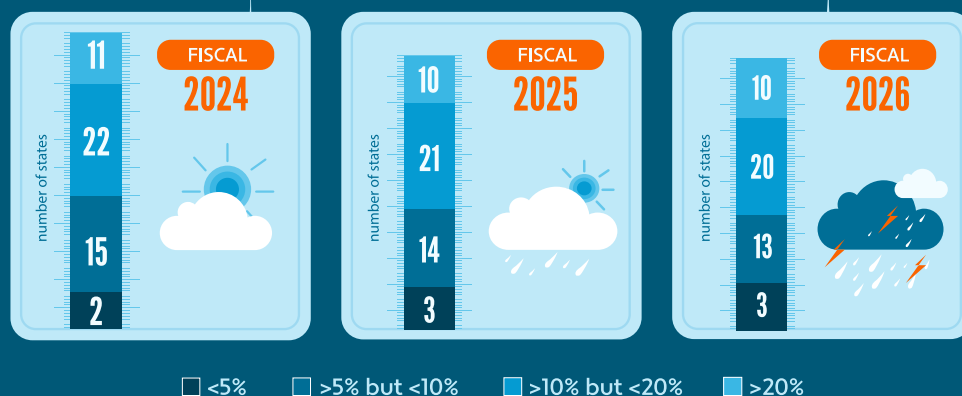 FISCAL
2024
number of states
11
22
15
2
FISCAL
2025
number of states
10
21
14
3
FISCAL
2026
number of states
10
20
13
3
<5% >5% but <10% >10% but <20% >20%